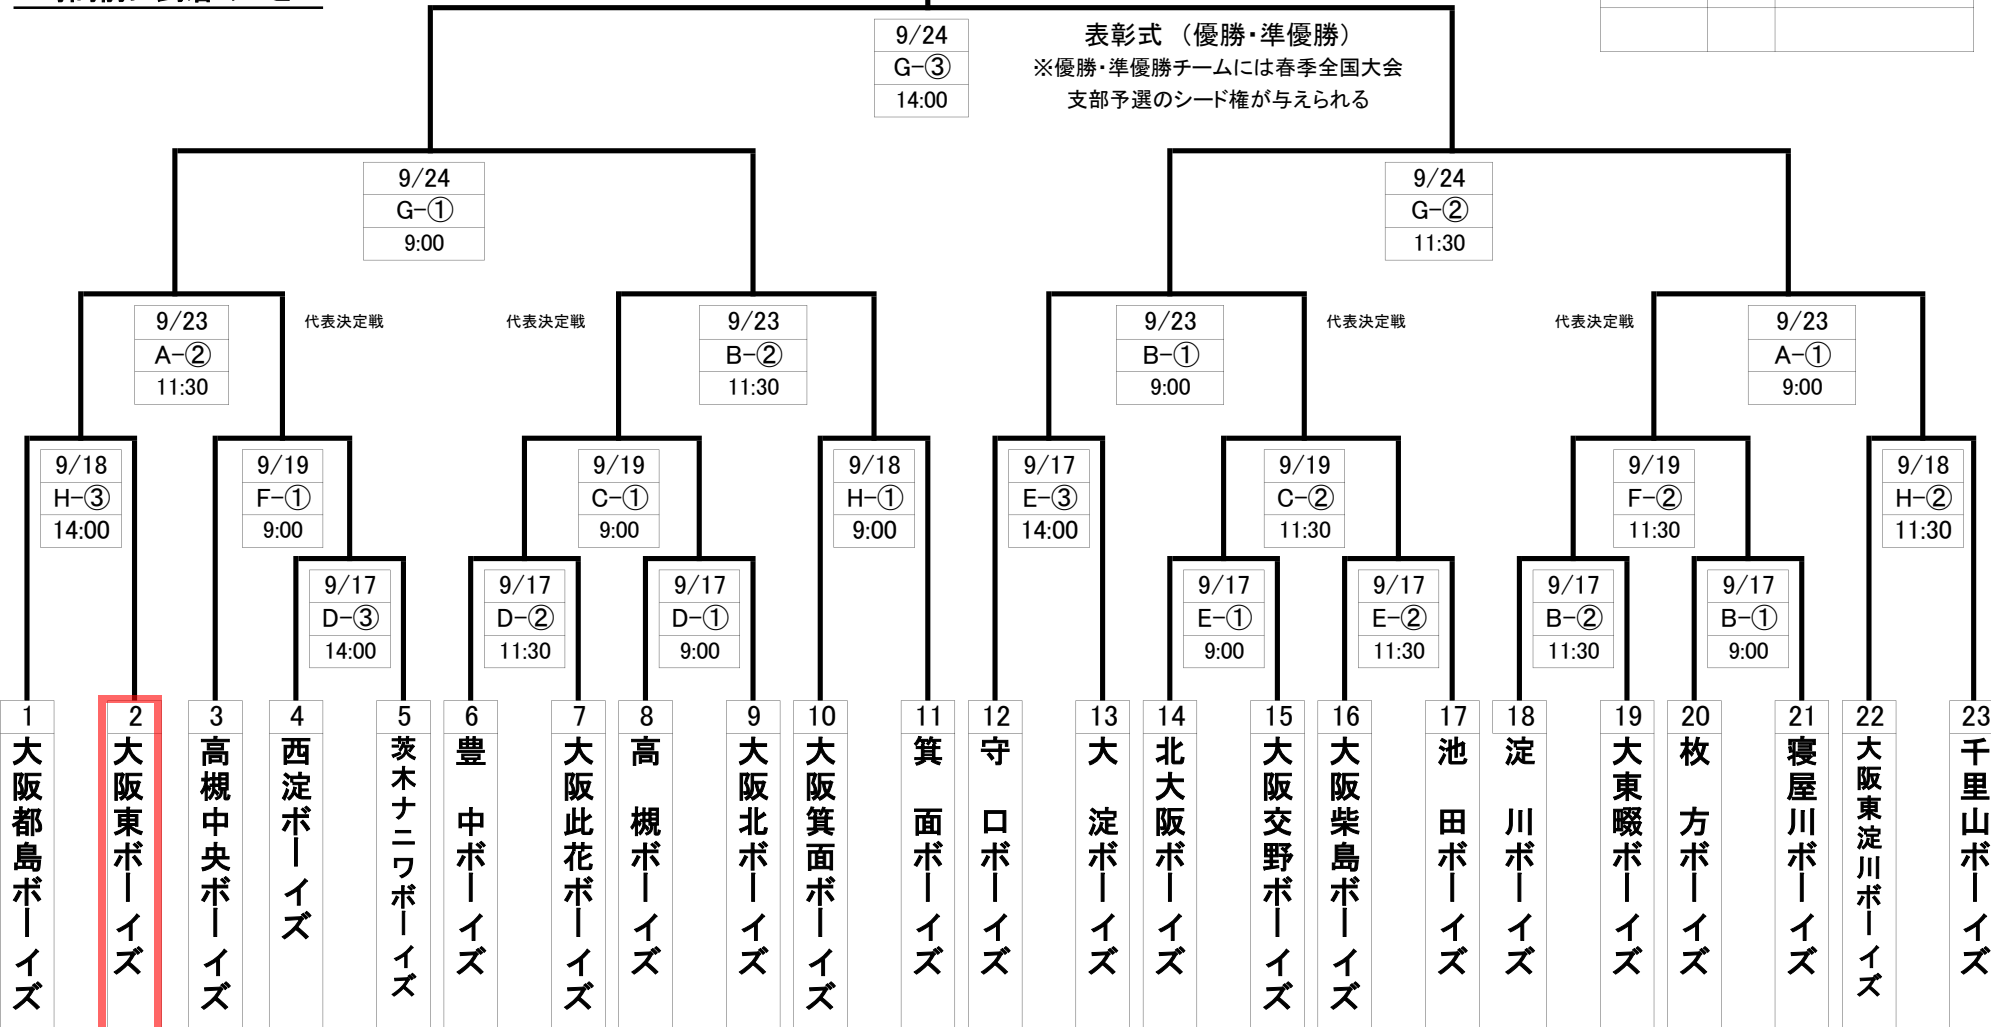 9/24
G-③
14:00
表彰式 （優勝・準優勝）
※優勝・準優勝チームには春季全国大会
支部予選のシード権が与えられる
9/24
G-①
9:00
9/24
G-②
11:30
9/23
A-②
11:30
代表決定戦
代表決定戦
9/23
B-②
11:30
9/23
B-①
9:00
代表決定戦
代表決定戦
9/23
A-①
9:00
9/18
H-③
14:00
9/19
F-①
9:00
9/19
C-①
9:00
9/18
H-①
9:00
9/17
E-③
14:00
9/19
C-②
11:30
9/19
F-②
11:30
9/18
H-②
11:30
9/17
D-③
14:00
9/17
D-②
11:30
9/17
D-①
9:00
9/17
E-①
9:00
9/17
E-②
11:30
9/17
B-②
11:30
9/17
B-①
9:00
1
大阪都島ボーイズ
2
大阪東ボーイズ
3
高槻中央ボーイズ
4
西淀ボーイズ
5
茨木ナニワボーイズ
6
豊 中ボーイズ
7
大阪此花ボーイズ
8
高 槻ボーイズ
9
大阪北ボーイズ
10
大阪箕面ボーイズ
11
箕 面ボーイズ
12
守 口ボーイズ
13
大 淀ボーイズ
14
北大阪ボーイズ
15
大阪交野ボーイズ
16
大阪柴島ボーイズ
17
池 田ボーイズ
18
淀 川ボーイズ
19
大東畷ボーイズ
20
枚 方ボーイズ
21
寝屋川ボーイズ
22
大阪東淀川ボーイズ
23
千里山ボーイズ